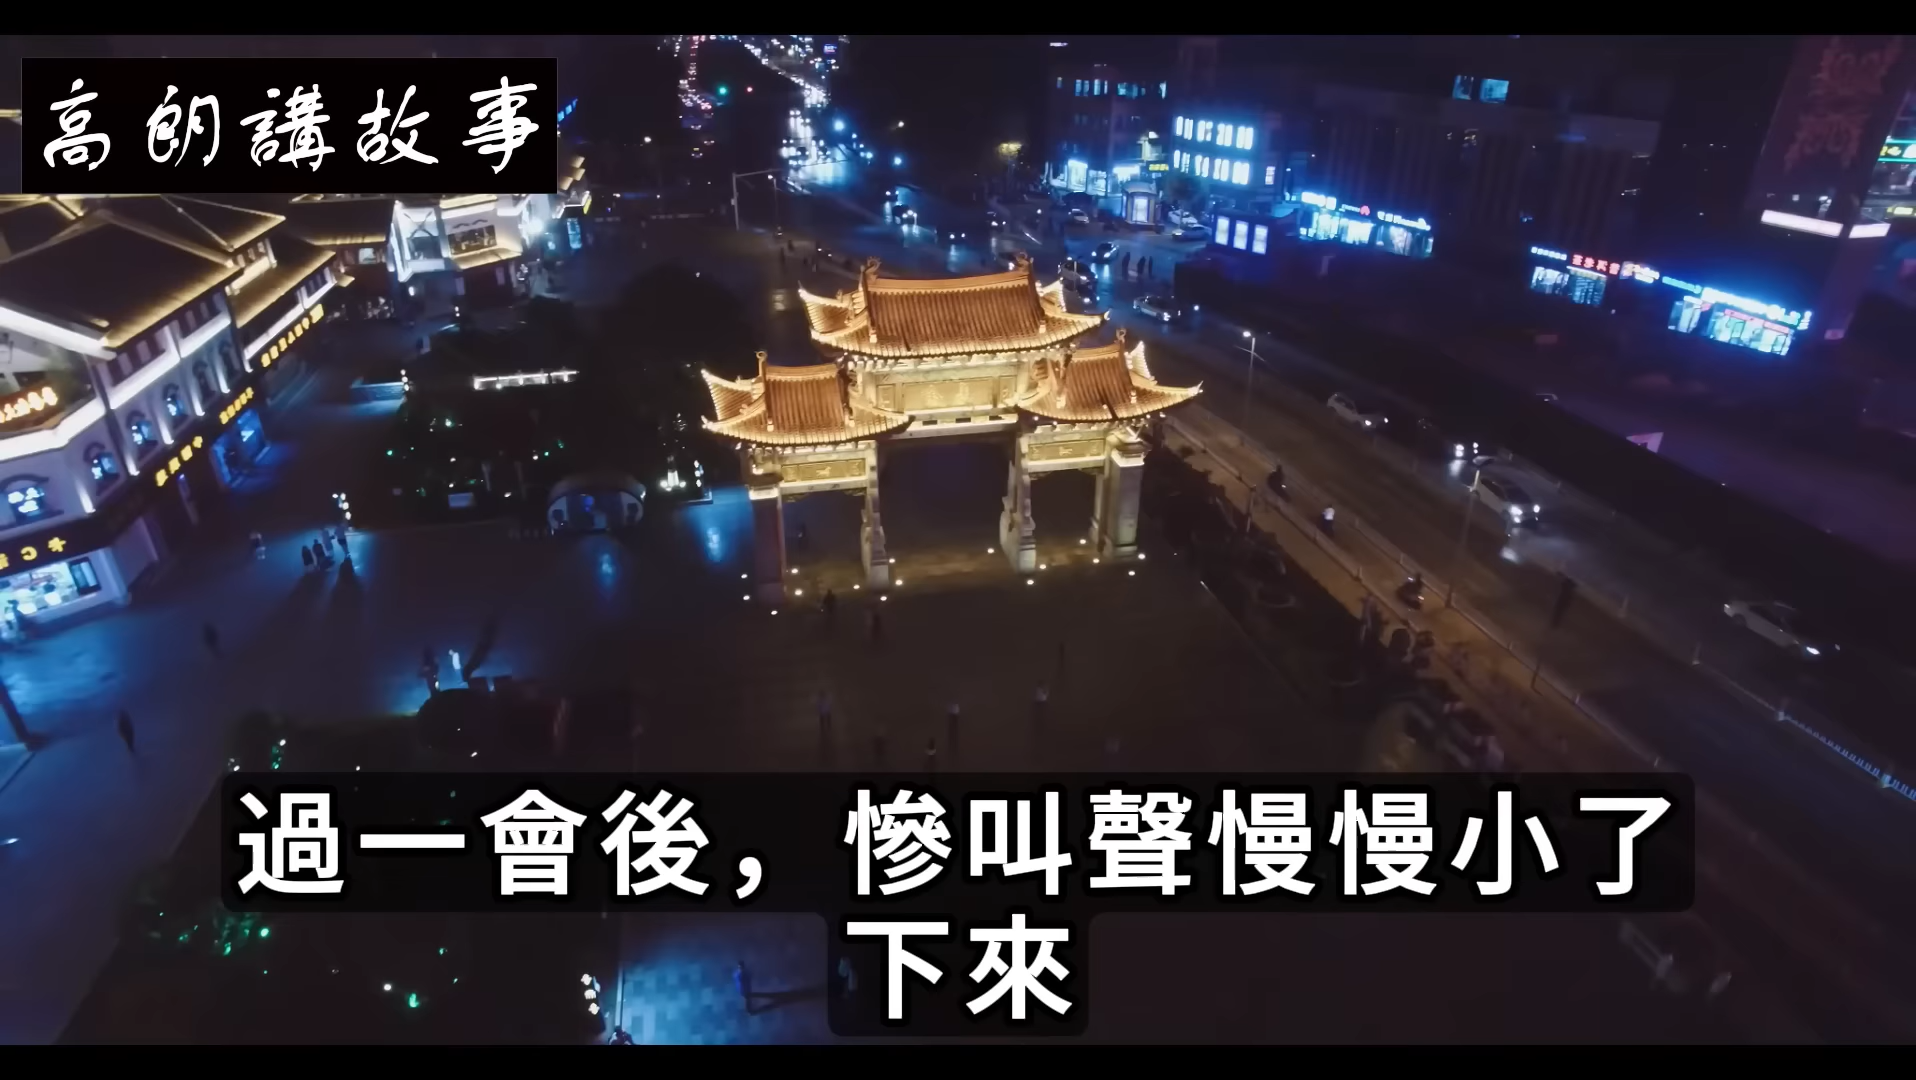 高朗講故事
過一會後，慘叫聲慢慢小了
下來